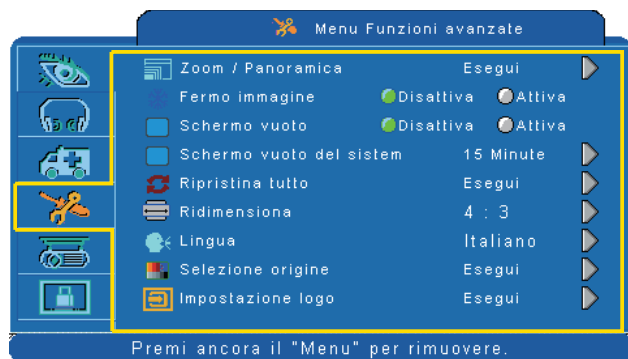 Menu Funzioni avanzate
Zoom / Panoramica Esegui
Fermo immagine Disattiva Attiva
Schermo vuoto Disattiva Attiva
Schermo vuoto del sistem 15 Minute
Ripristina tutto Esegui
Ridimensiona 4 : 3
Lingua Italiano
Selezione origine Esegui
Impostazione logo Esegui
Premi ancora il "Menu" per rimuovere.